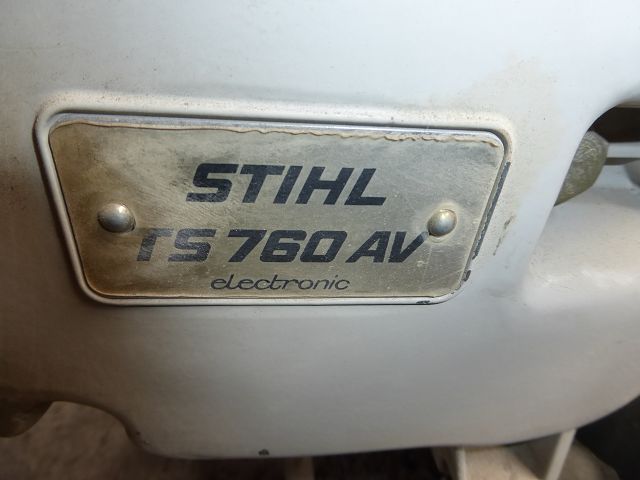 STIHL
TS 760 AV
electronic